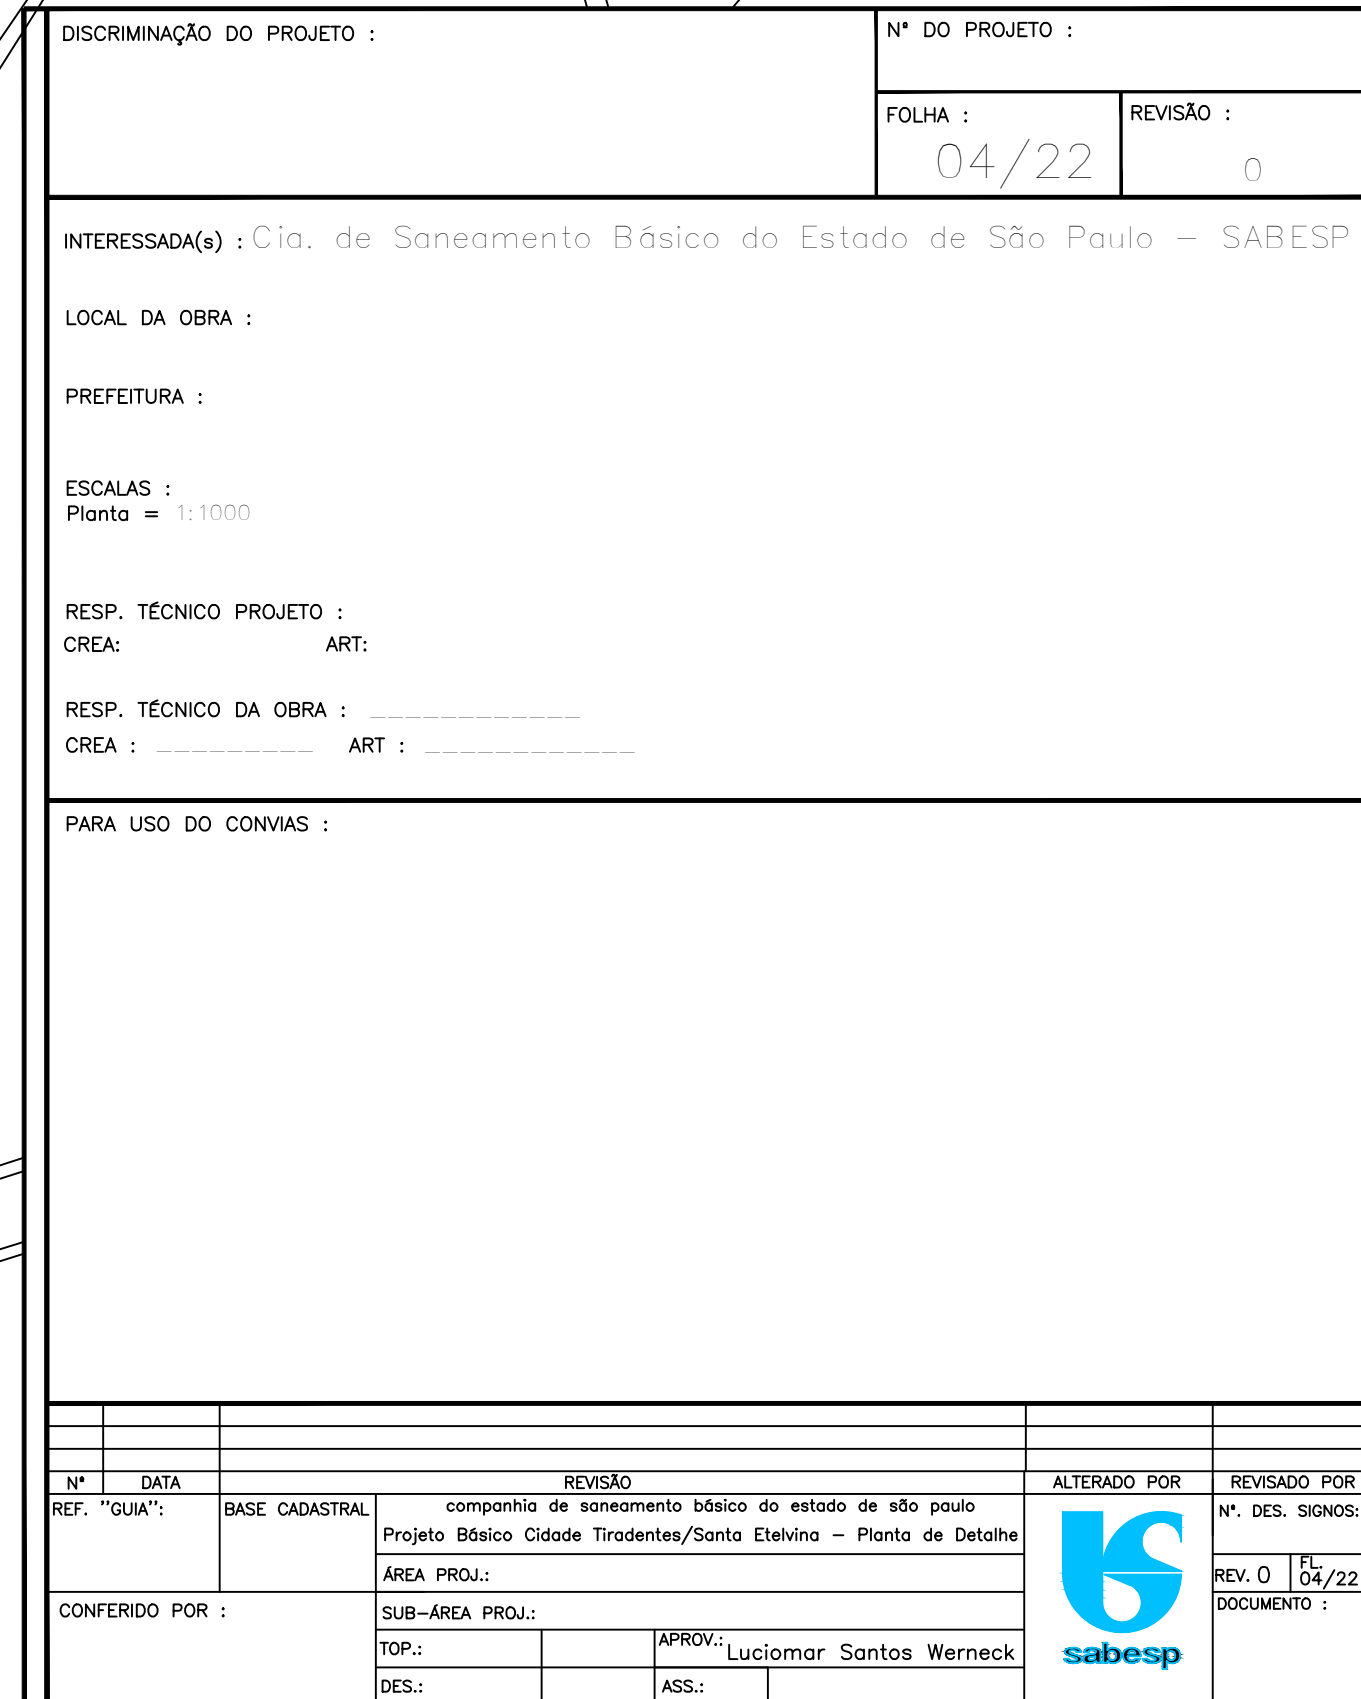 DISCRIMINAÇÃO DO PROJETO :
Nº DO PROJETO :
FOLHA :
04/22
REVISÃO :
0
INTERESSADA(s) : Cia. de Saneamento Básico do Estado de São Paulo – SABESP
LOCAL DA OBRA :
PREFEITURA :
ESCALAS :
Planta = 1:1000
RESP. TÉCNICO PROJETO :
CREA: ART:
RESP. TÉCNICO DA OBRA : ____________
CREA : _________ ART : ____________
PARA USO DO CONVIAS :
Nº DATA REVISÃO ALTERADO POR REVISADO POR
REF. "GUIA":
BASE CADASTRAL
companhia de saneamento básico do estado de são paulo
Projeto Básico Cidade Tiradentes/Santa Etelvina – Planta de Detalhe
ÁREA PROJ.:
SUB–ÁREA PROJ.:
CONFERIDO POR :
TOP.:
APROV.: Luciomar Santos Werneck
DES.:
ASS.:
sabesp
Nº. DES. SIGNOS:
REV. 0
FL.
04/22
DOCUMENTO :